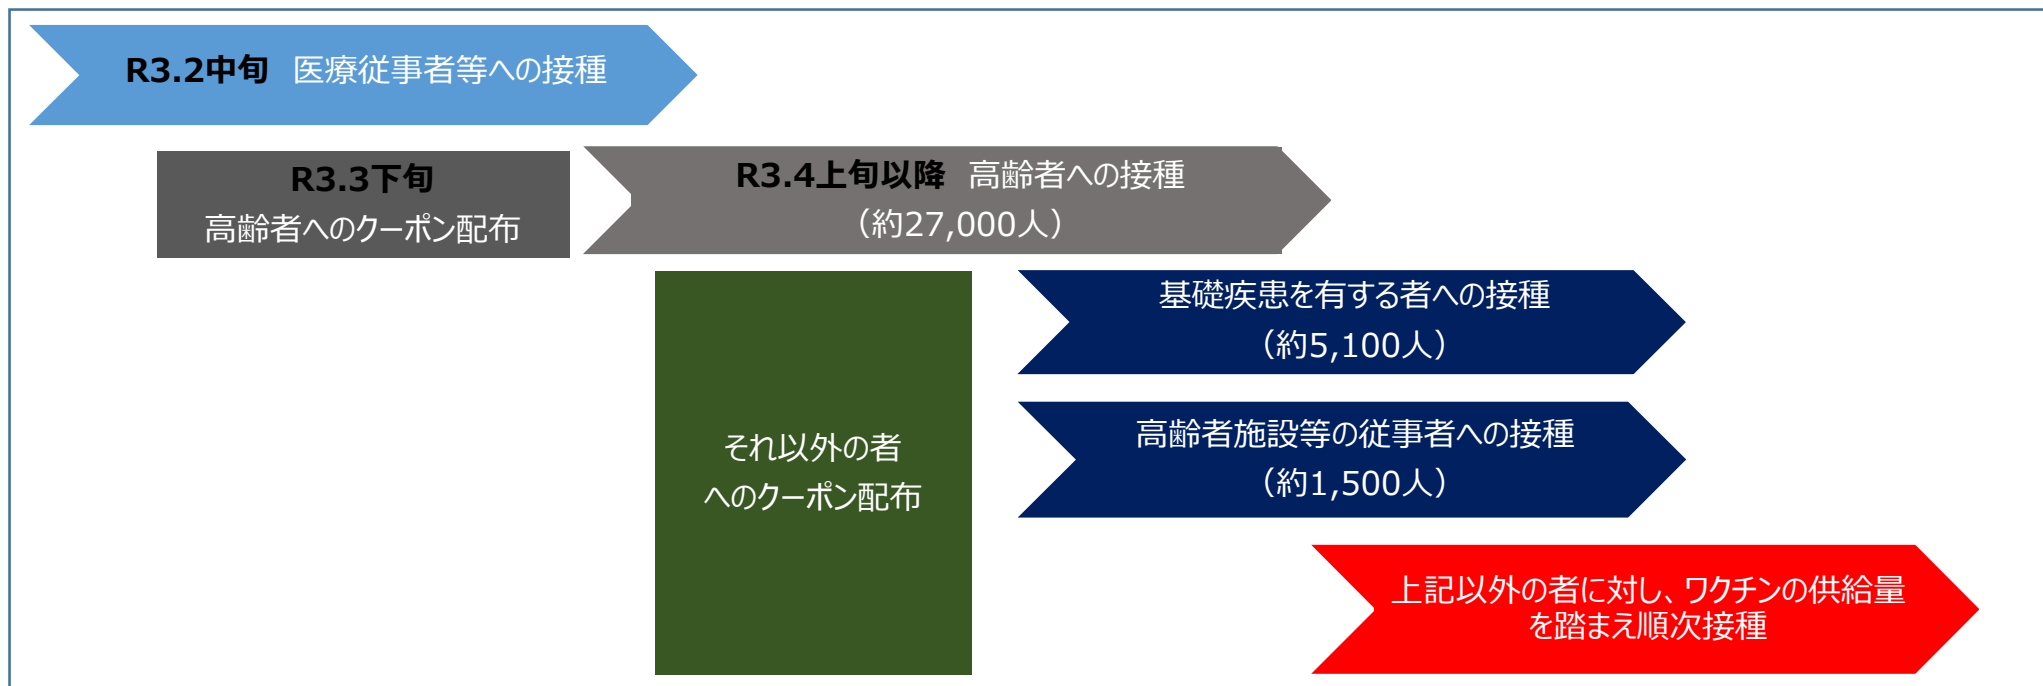 R3.2中旬　医療従事者等への接種
R3.3下旬
高齢者へのクーポン配布
R3.4上旬以降　高齢者への接種
（約27,000人）
それ以外の者
へのクーポン配布
基礎疾患を有する者への接種
（約5,100人）
高齢者施設等の従事者への接種
（約1,500人）
上記以外の者に対し、ワクチンの供給量
を踏まえ順次接種